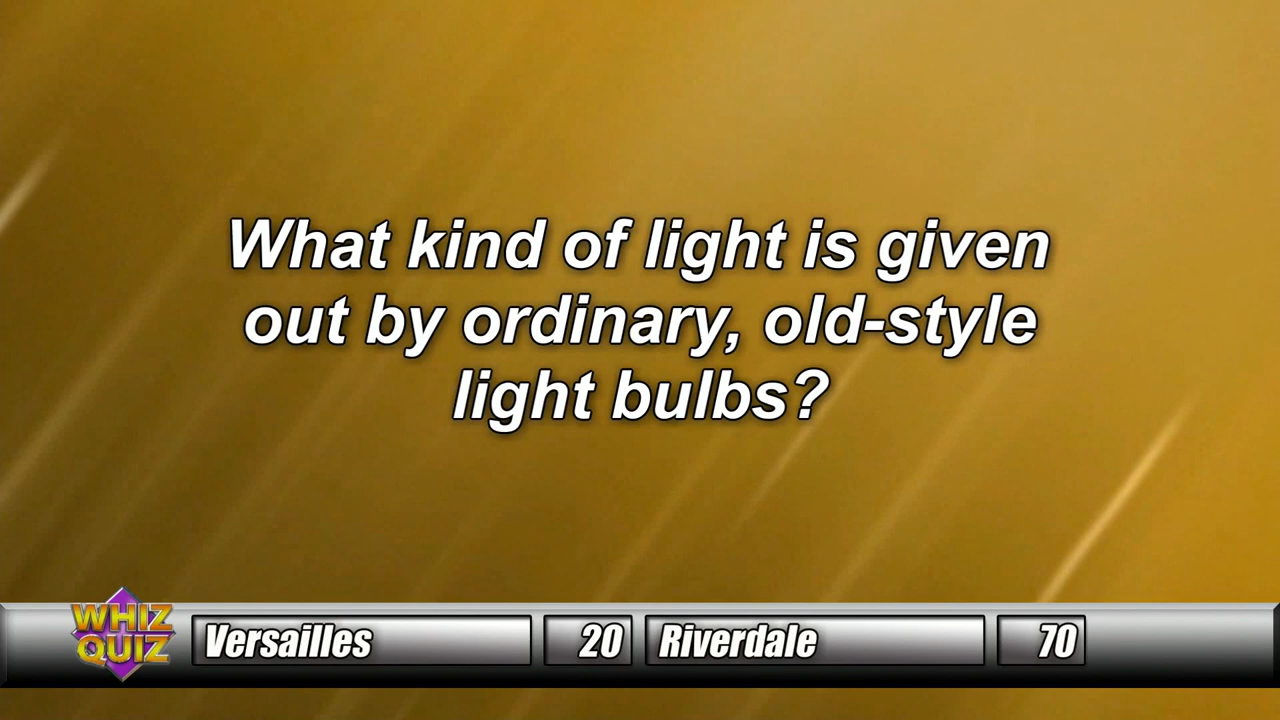 What kind of light is given
out by ordinary, old-style
light bulbs?
WHIZ
QUIZ
Versailles 20 Riverdale 70